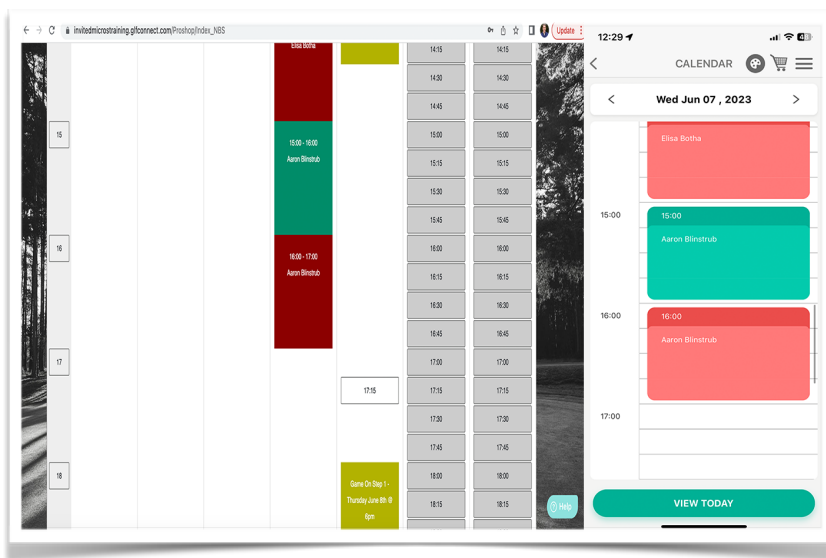 invitedmicrostraining.glfconnect.com/Proshop/Index_NBS
Update
Elisa Botha
14:15 14:15
14:30 14:30
14:45 14:45
15 15:00 15:00
15:00 - 16:00
Aaron Blinstrub
15:15 15:15
15:30 15:30
15:45 15:45
16 16:00 16:00
16:00 - 17:00
Aaron Blinstrub
16:15 16:15
16:30 16:30
16:45 16:45
17 17:00 17:00
17:15 17:15 17:15
17:30 17:30
17:45 17:45
18 18:00 18:00
Game On Step 1 -
Thursday June 8th @
6pm
18:15 18:15
Help
12:29
CALENDAR
Wed Jun 07 , 2023
Elisa Botha
15:00 15:00
Aaron Blinstrub
16:00 16:00
Aaron Blinstrub
17:00
VIEW TODAY